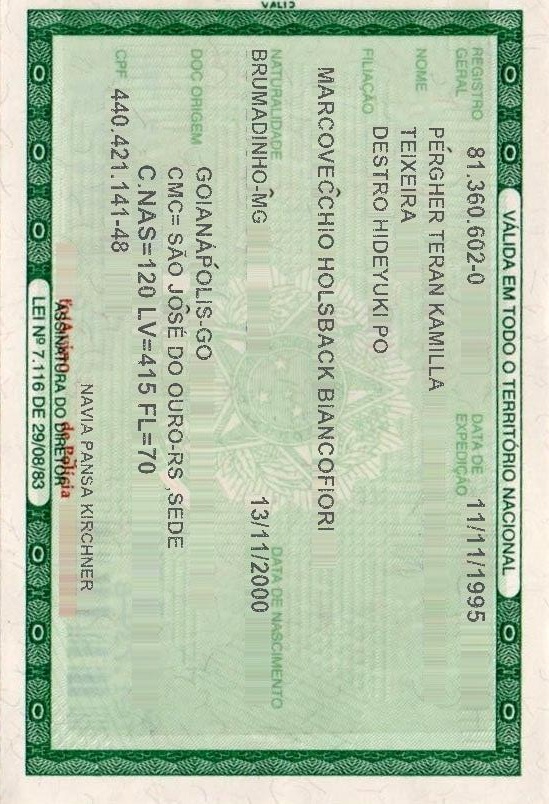 VÁLIDA EM TODO O TERRITÓRIO NACIONAL
REGISTRO GERAL 81.360.602-0 DATA DE EXPEDIÇÃO 11/11/1995
NOME PÉRGHER TERAN KAMILLA
TEIXEIRA
FILIAÇÃO DESTRO HIDEYUKI PO
MARCOVECÇHIO HOLSBACK BIANCOFIORI
NATURALIDADE DATA DE NASCIMENTO
BRUMADINHO-MG 13/11/2000
DOC ORIGEM GOIANÁPOLIS-GO
CMC= SÃO JOSÉ DO OURO-RS ,SEDE
C.NAS=120 LV=415 FL=70
CPF 440.421.141-48
NAVIA PANSA KIRCHNER
ASSINATURA DO DIRETOR
LEI Nº 7.116 DE 29/08/83